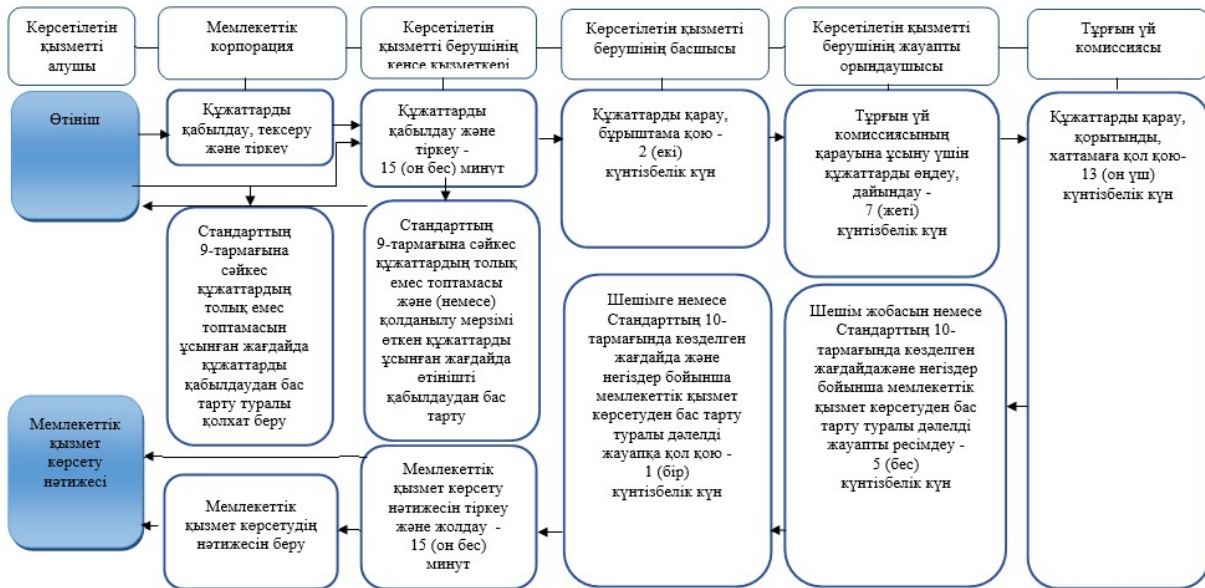 Көрсетілетін
қызметті
алушы
Мемлекеттік
корпорация
Көрсетілетін
қызметті берушінің
кеңсе қызметкері
Көрсетілетін қызметті
берушінің басшысы
Көрсетілетін қызметті
берушінің жауапты
орындаушысы
Тұрғын үй
комиссиясы
Өтініш
Құжаттарды
қабылдау, тексеру
және тіркеу
Құжаттарды
қабылдау және
тіркеу -
15 (он бес) минут
Құжаттарды қарау,
бұрыштама қою -
2 (екі)
күнтізбелік күн
Тұрғын үй
комиссиясының
қарауына ұсыну үшін
құжаттарды өңдеу,
дайындау -
7 (жеті)
күнтізбелік күн
Құжаттарды қарау,
қорытынды,
хаттамаға қол қою-
13 (он үш)
күнтізбелік күн
Стандарттың
9-тармағына
сәйкес
құжаттардың
толық емес
топтамасын
ұсынған жағдайда
құжаттарды
қабылдаудан бас
тарту туралы
қолхат беру
Стандарттың
9-тармағына сәйкес
құжаттардың толық
емес топтамасы
және (немесе)
қолданылу мерзімі
өткен құжаттарды
ұсынған жағдайда
өтінішті
қабылдаудан бас
тарту
Шешімге немесе
Стандарттың 10-
тармағында көзделген
жағдайда және
негіздер бойынша
мемлекеттік қызмет
көрсетуден бас тарту
туралы дәлелді
жауапқа қол қою -
1 (бір)
күнтізбелік күн
Шешім жобасын немесе
Стандарттың 10-
тармағында көзделген
жағдайдажәне негіздер
бойынша мемлекеттік
қызмет көрсетуден бас
тарту туралы дәлелді
жауапты ресімдеу -
5 (бес)
күнтізбелік күн
Мемлекеттік
қызмет
көрсету
нәтижесі
Мемлекеттік
қызмет көрсетудің
нәтижесін беру
Мемлекеттік
қызмет көрсету
нәтижесін тіркеу
және жолдау -
15 (он бес)
минут